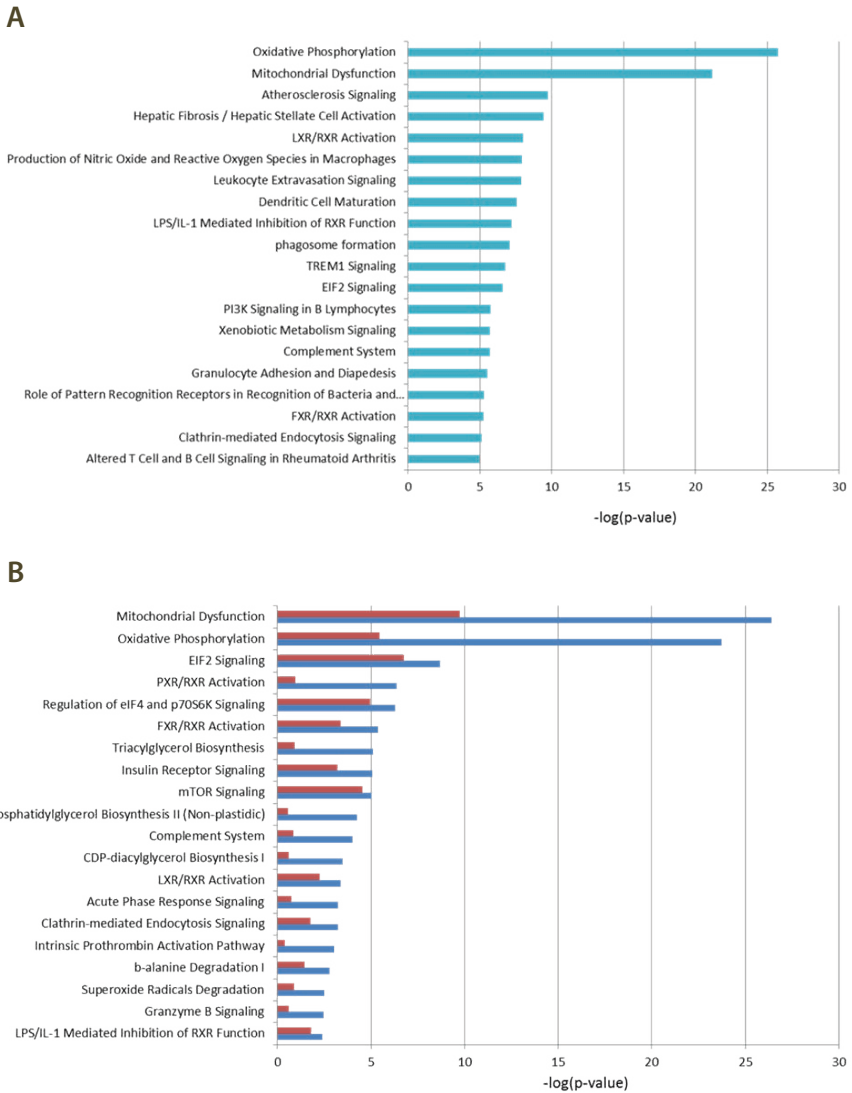 A
Oxidative Phosphorylation
Mitochondrial Dysfunction
Atherosclerosis Signaling
Hepatic Fibrosis / Hepatic Stellate Cell Activation
LXR/RXR Activation
Production of Nitric Oxide and Reactive Oxygen Species in Macrophages
Leukocyte Extravasation Signaling
Dendritic Cell Maturation
LPS/IL-1 Mediated Inhibition of RXR Function
phagosome formation
TREM1 Signaling
EIF2 Signaling
PI3K Signaling in B Lymphocytes
Xenobiotic Metabolism Signaling
Complement System
Granulocyte Adhesion and Diapedesis
Role of Pattern Recognition Receptors in Recognition of Bacteria and...
FXR/RXR Activation
Clathrin-mediated Endocytosis Signaling
Altered T Cell and B Cell Signaling in Rheumatoid Arthritis
0 5 10 15 20 25 30
-log(p-value)
B
Mitochondrial Dysfunction
Oxidative Phosphorylation
EIF2 Signaling
PXR/RXR Activation
Regulation of eIF4 and p70S6K Signaling
FXR/RXR Activation
Triacylglycerol Biosynthesis
Insulin Receptor Signaling
mTOR Signaling
osphatidylglycerol Biosynthesis II (Non-plastidic)
Complement System
CDP-diacylglycerol Biosynthesis I
LXR/RXR Activation
Acute Phase Response Signaling
Clathrin-mediated Endocytosis Signaling
Intrinsic Prothrombin Activation Pathway
b-alanine Degradation I
Superoxide Radicals Degradation
Granzyme B Signaling
LPS/IL-1 Mediated Inhibition of RXR Function
0 5 10 15 20 25 30
-log(p-value)